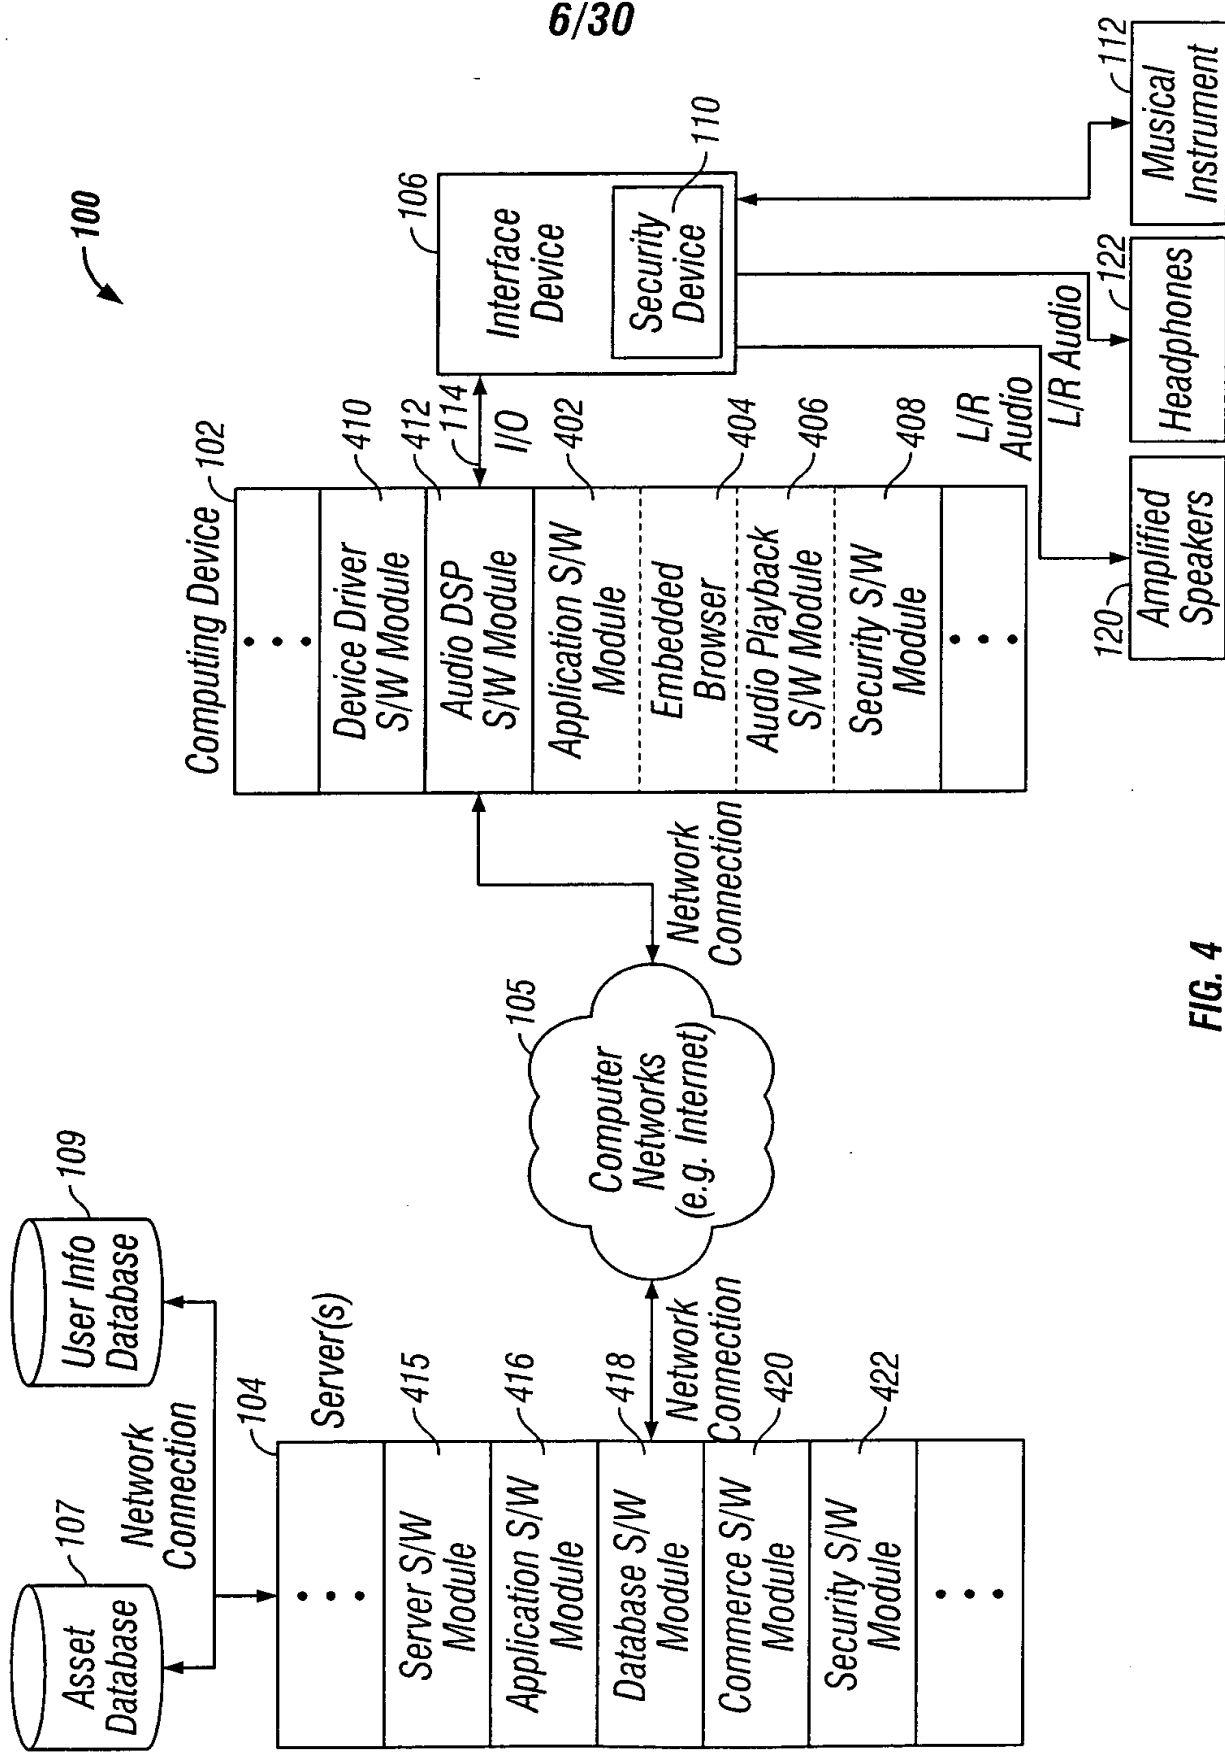 6/30
100
107
Asset
Database
109
User Info
Database
Network
Connection
104
Server(s)
Server S/W
Module
415
Application S/W
Module
416
Database S/W
Module
418
Commerce S/W
Module
420
Security S/W
Module
422
Network
Connection
105
Computer
Networks
(e.g. Internet)
Network
Connection
Computing Device
102
Device Driver
S/W Module
410
Audio DSP
S/W Module
412
Application S/W
Module
402
Embedded
Browser
404
Audio Playback
S/W Module
406
Security S/W
Module
408
114
I/O
106
Interface
Device
Security
Device
110
L/R
Audio
L/R Audio
120
Amplified
Speakers
122
Headphones
112
Musical
Instrument
FIG. 4